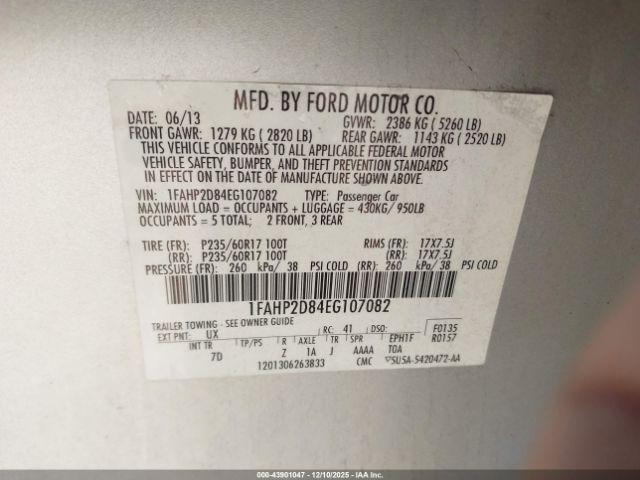 MFD. BY FORD MOTOR CO.
DATE: 06/13 GVWR: 2386 KG ( 5260 LB)
FRONT GAWR: 1279 KG ( 2820 LB) REAR GAWR: 1143 KG ( 2520 LB)
THIS VEHICLE CONFORMS TO ALL APPLICABLE FEDERAL MOTOR
VEHICLE SAFETY, BUMPER, AND THEFT PREVENTION STANDARDS
IN EFFECT ON THE DATE OF MANUFACTURE SHOWN ABOVE.
VIN: 1FAHP2D84EG107082 TYPE: Passenger Car
MAXIMUM LOAD = OCCUPANTS + LUGGAGE = 430KG/ 950LB
OCCUPANTS = 5 TOTAL; 2 FRONT, 3 REAR
TIRE (FR): P235/60R17 100T RIMS (FR): 17X7.5J
(RR): P235/60R17 100T (RR): 17X7.5J
PRESSURE (FR): 260 kPa/ 38 PSI COLD (RR): 260 kPa/ 38 PSI COLD
1FAHP2D84EG107082
TRAILER TOWING - SEE OWNER GUIDE
EXT PNT: UX RC: 41 DSO: F0135
INT TR TP/PS R AXLE TR SPR EPH1F R0157
7D Z 1A J AAAA TOA
1201306263833 CMC
000-43901047 - 12/10/2025 - IAA, Inc.